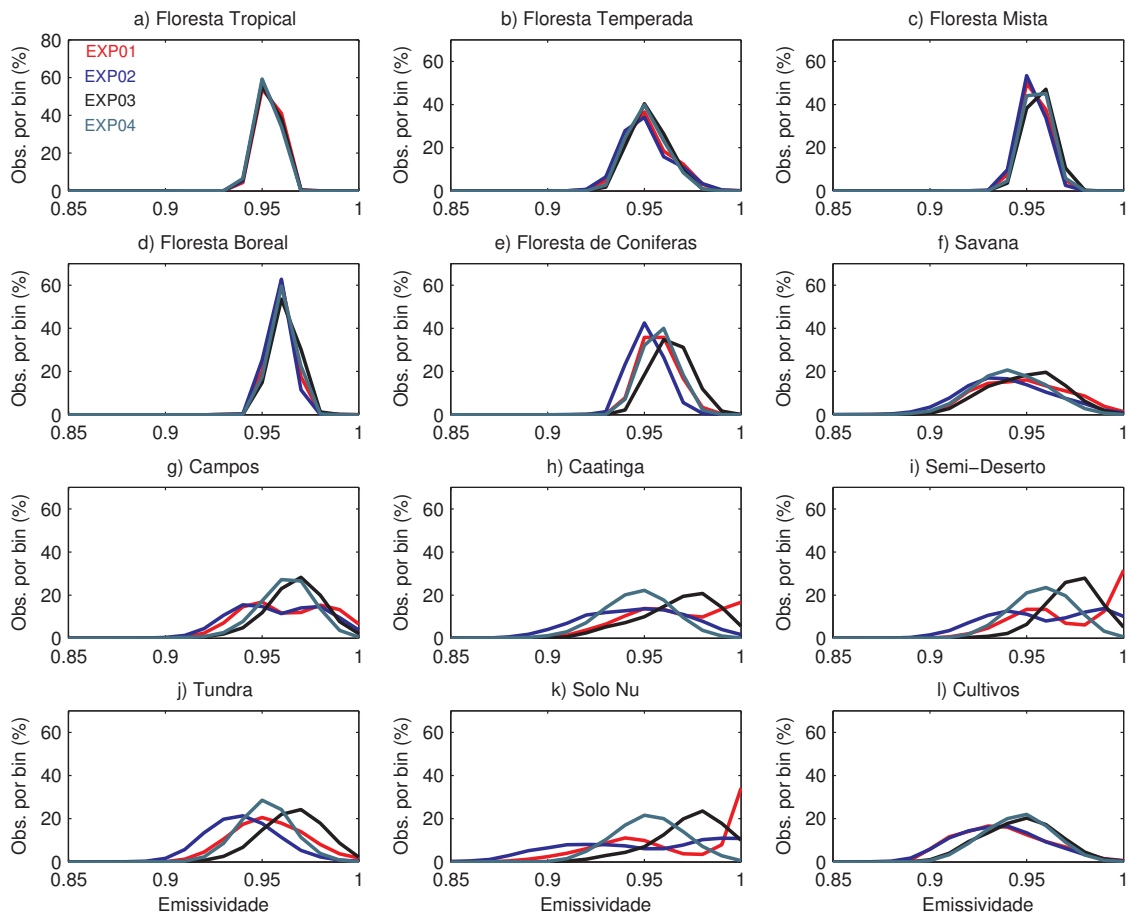 a) Floresta Tropical
b) Floresta Temperada
c) Floresta Mista
Obs. por bin (%)
80
60
40
20
0
EXP01
EXP02
EXP03
EXP04
0.85 0.9 0.95 1
Obs. por bin (%)
60
40
20
0
0.85 0.9 0.95 1
Obs. por bin (%)
60
40
20
0
0.85 0.9 0.95 1
d) Floresta Boreal
e) Floresta de Coniferas
f) Savana
Obs. por bin (%)
60
40
20
0
0.85 0.9 0.95 1
Obs. por bin (%)
60
40
20
0
0.85 0.9 0.95 1
Obs. por bin (%)
60
40
20
0
0.85 0.9 0.95 1
g) Campos
h) Caatinga
i) Semi−Deserto
Obs. por bin (%)
60
40
20
0
0.85 0.9 0.95 1
Obs. por bin (%)
60
40
20
0
0.85 0.9 0.95 1
Obs. por bin (%)
60
40
20
0
0.85 0.9 0.95 1
j) Tundra
k) Solo Nu
l) Cultivos
Obs. por bin (%)
60
40
20
0
0.85 0.9 0.95 1
Emissividade
Obs. por bin (%)
60
40
20
0
0.85 0.9 0.95 1
Emissividade
Obs. por bin (%)
60
40
20
0
0.85 0.9 0.95 1
Emissividade